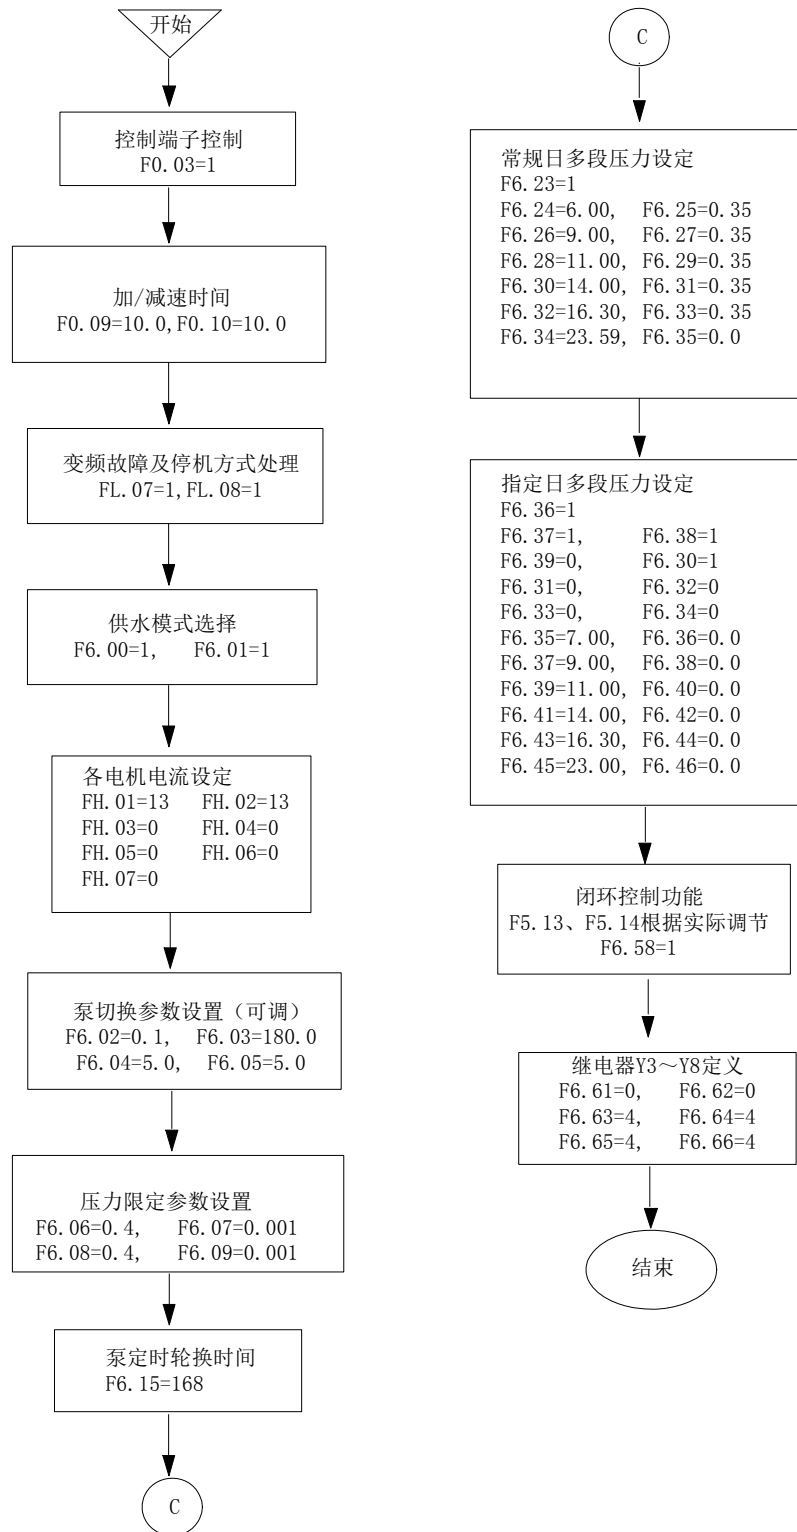 开始
控制端子控制
F0.03=1
加/减速时间
F0.09=10.0,F0.10=10.0
变频故障及停机方式处理
FL.07=1,FL.08=1
供水模式选择
F6.00=1, F6.01=1
各电机电流设定
FH.01=13 FH.02=13
FH.03=0 FH.04=0
FH.05=0 FH.06=0
FH.07=0
泵切换参数设置（可调）
F6.02=0.1, F6.03=180.0
F6.04=5.0, F6.05=5.0
压力限定参数设置
F6.06=0.4, F6.07=0.001
F6.08=0.4, F6.09=0.001
泵定时轮换时间
F6.15=168
C
C
常规日多段压力设定
F6.23=1
F6.24=6.00, F6.25=0.35
F6.26=9.00, F6.27=0.35
F6.28=11.00, F6.29=0.35
F6.30=14.00, F6.31=0.35
F6.32=16.30, F6.33=0.35
F6.34=23.59, F6.35=0.0
指定日多段压力设定
F6.36=1
F6.37=1, F6.38=1
F6.39=0, F6.30=1
F6.31=0, F6.32=0
F6.33=0, F6.34=0
F6.35=7.00, F6.36=0.0
F6.37=9.00, F6.38=0.0
F6.39=11.00, F6.40=0.0
F6.41=14.00, F6.42=0.0
F6.43=16.30, F6.44=0.0
F6.45=23.00, F6.46=0.0
闭环控制功能
F5.13、F5.14根据实际调节
F6.58=1
继电器Y3～Y8定义
F6.61=0, F6.62=0
F6.63=4, F6.64=4
F6.65=4, F6.66=4
结束